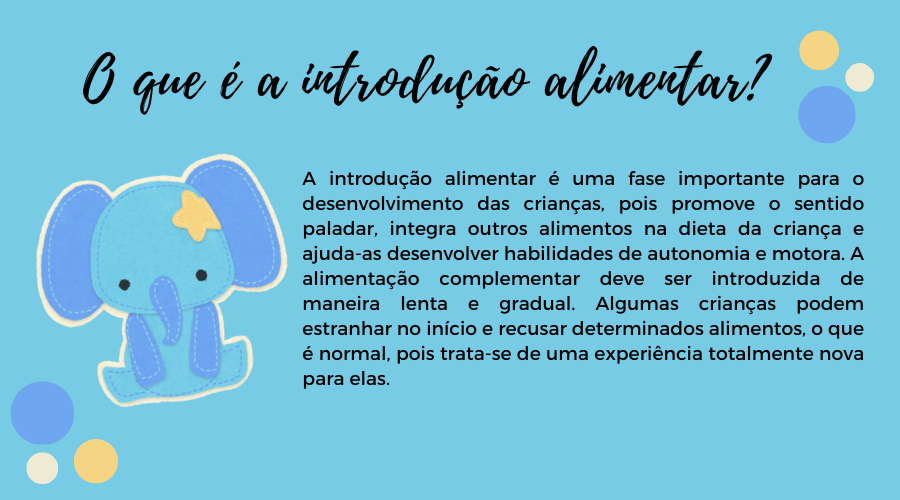 O que é a introdução alimentar?
A introdução alimentar é uma fase importante para o
desenvolvimento das crianças, pois promove o sentido
paladar, integra outros alimentos na dieta da criança e
ajuda-as desenvolver habilidades de autonomia e motora. A
alimentação complementar deve ser introduzida de
maneira lenta e gradual. Algumas crianças podem
estranhar no início e recusar determinados alimentos, o que
é normal, pois trata-se de uma experiência totalmente nova
para elas.